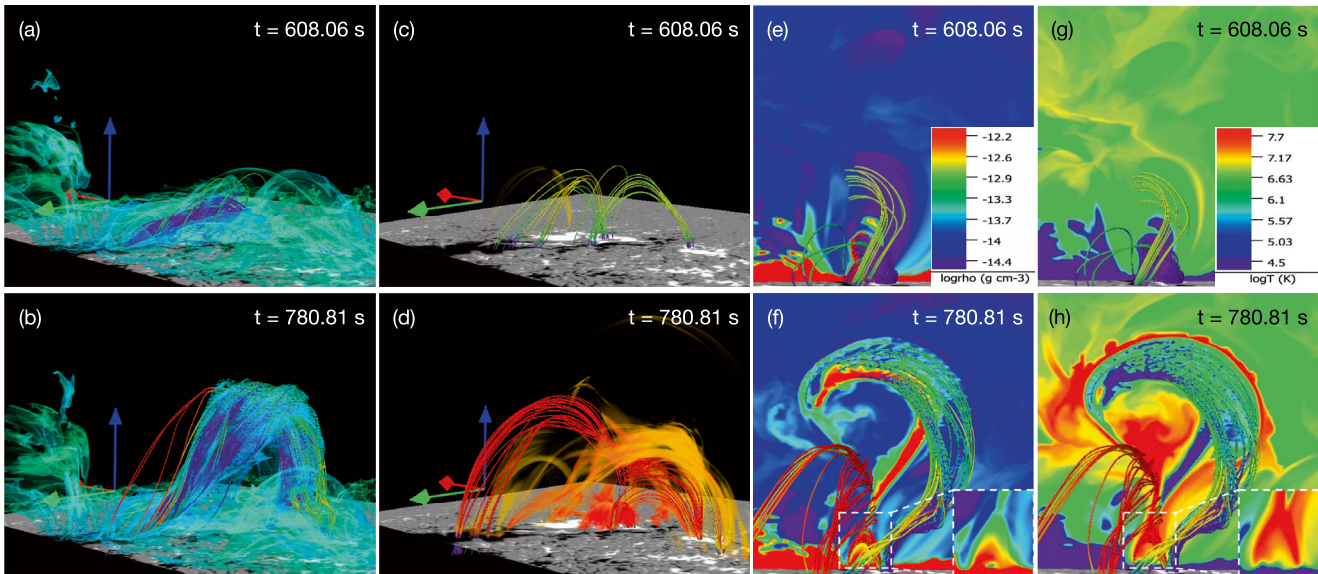 (a) t = 608.06 s
(c) t = 608.06 s
(e) t = 608.06 s
-12.2
-12.6
-12.9
-13.3
-13.7
-14
-14.4
logrho (g cm-3)
(g) t = 608.06 s
7.7
7.17
6.63
6.1
5.57
5.03
4.5
logT (K)
(b) t = 780.81 s
(d) t = 780.81 s
(f) t = 780.81 s
(h) t = 780.81 s